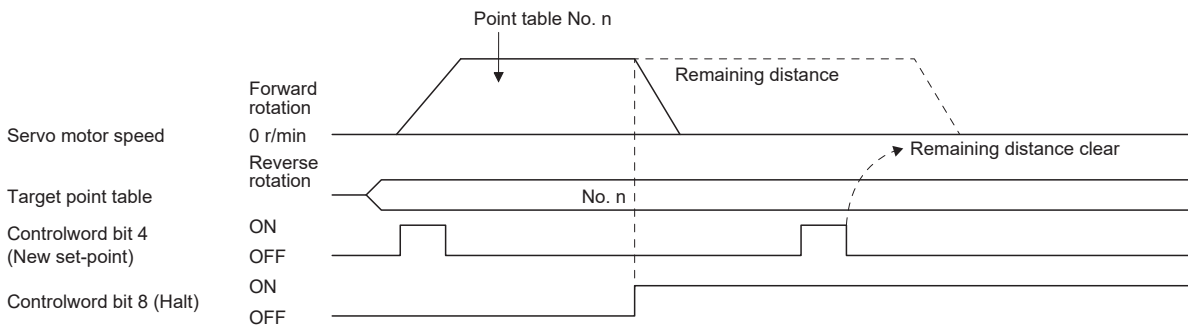 Point table No. n
Remaining distance
Forward
rotation
Servo motor speed
0 r/min
Remaining distance clear
Reverse
rotation
Target point table
No. n
Controlword bit 4
(New set-point)
ON
OFF
Controlword bit 8 (Halt)
ON
OFF